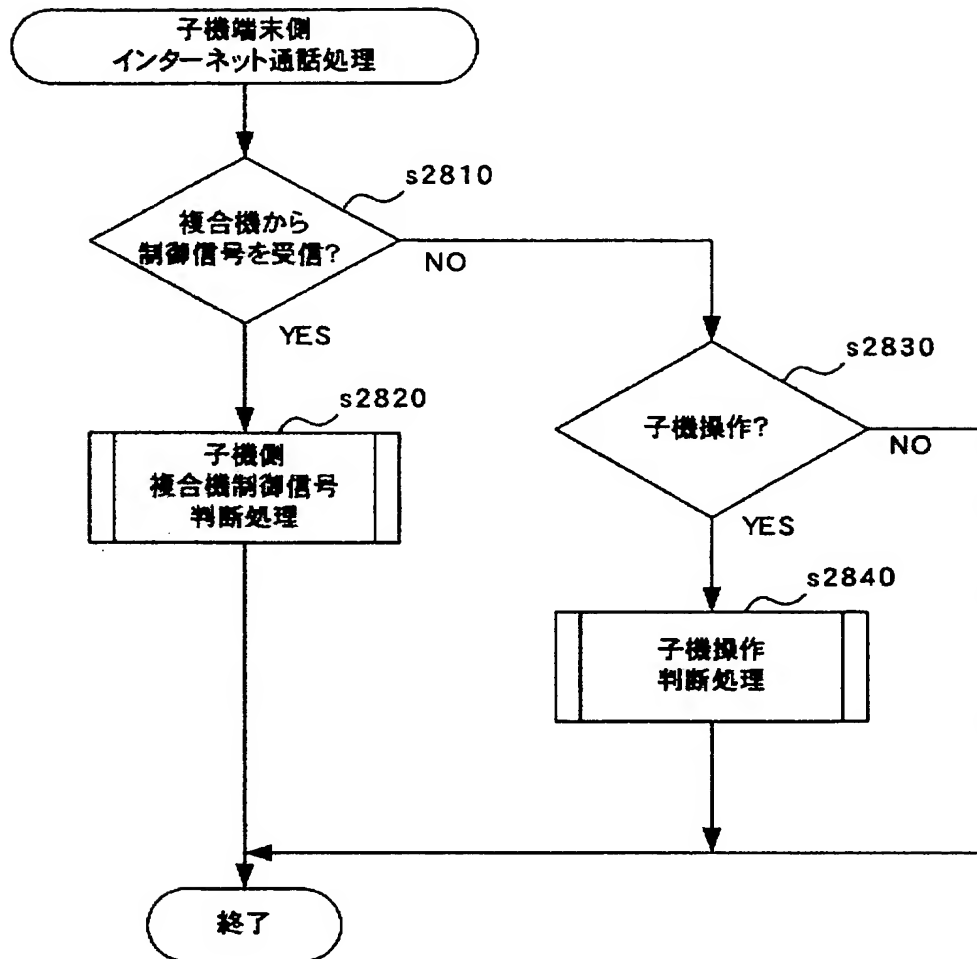 子機端末側
インターネット通話処理
s2810
複合機から
制御信号を受信?
NO
YES
s2830
s2820
子機操作?
NO
子機側
複合機制御信号
判断処理
YES
s2840
子機操作
判断処理
終了